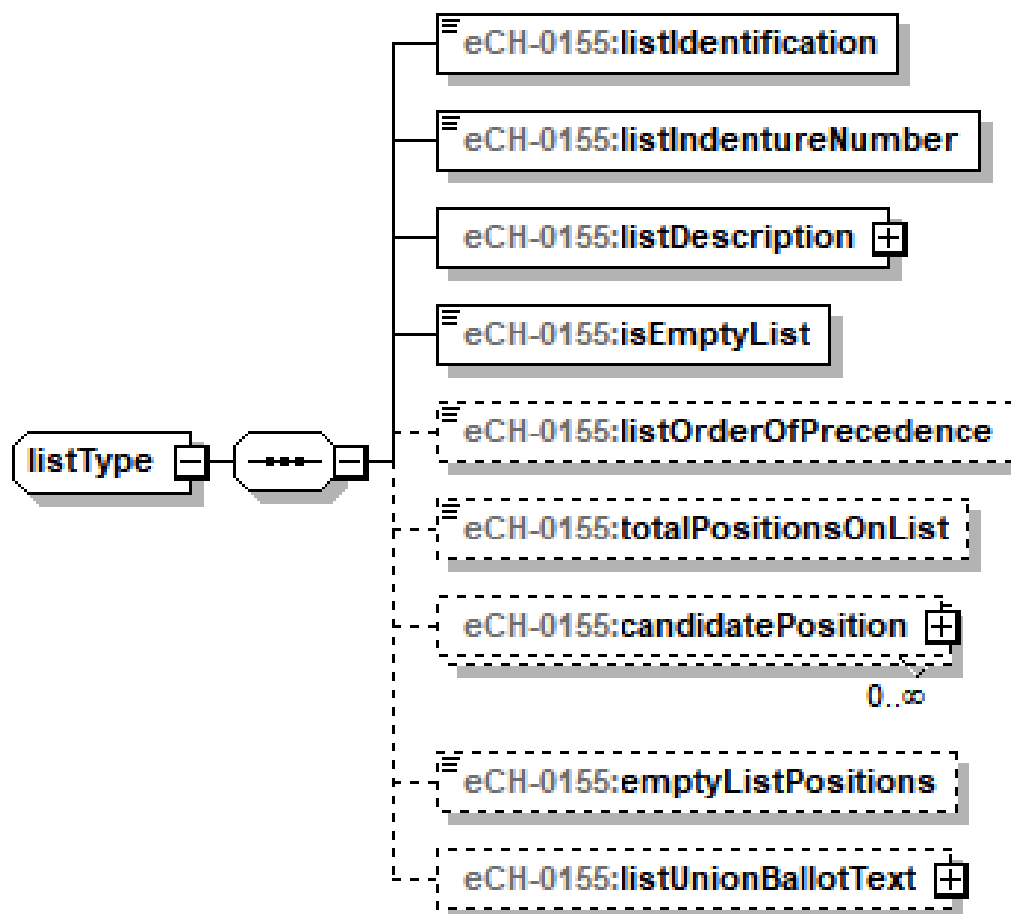 eCH-0155:listIdentification
eCH-0155:listIndentureNumber
eCH-0155:listDescription
eCH-0155:isEmptyList
eCH-0155:listOrderOfPrecedence
listType
eCH-0155:totalPositionsOnList
eCH-0155:candidatePosition
0..∞
eCH-0155:emptyListPositions
eCH-0155:listUnionBallotText